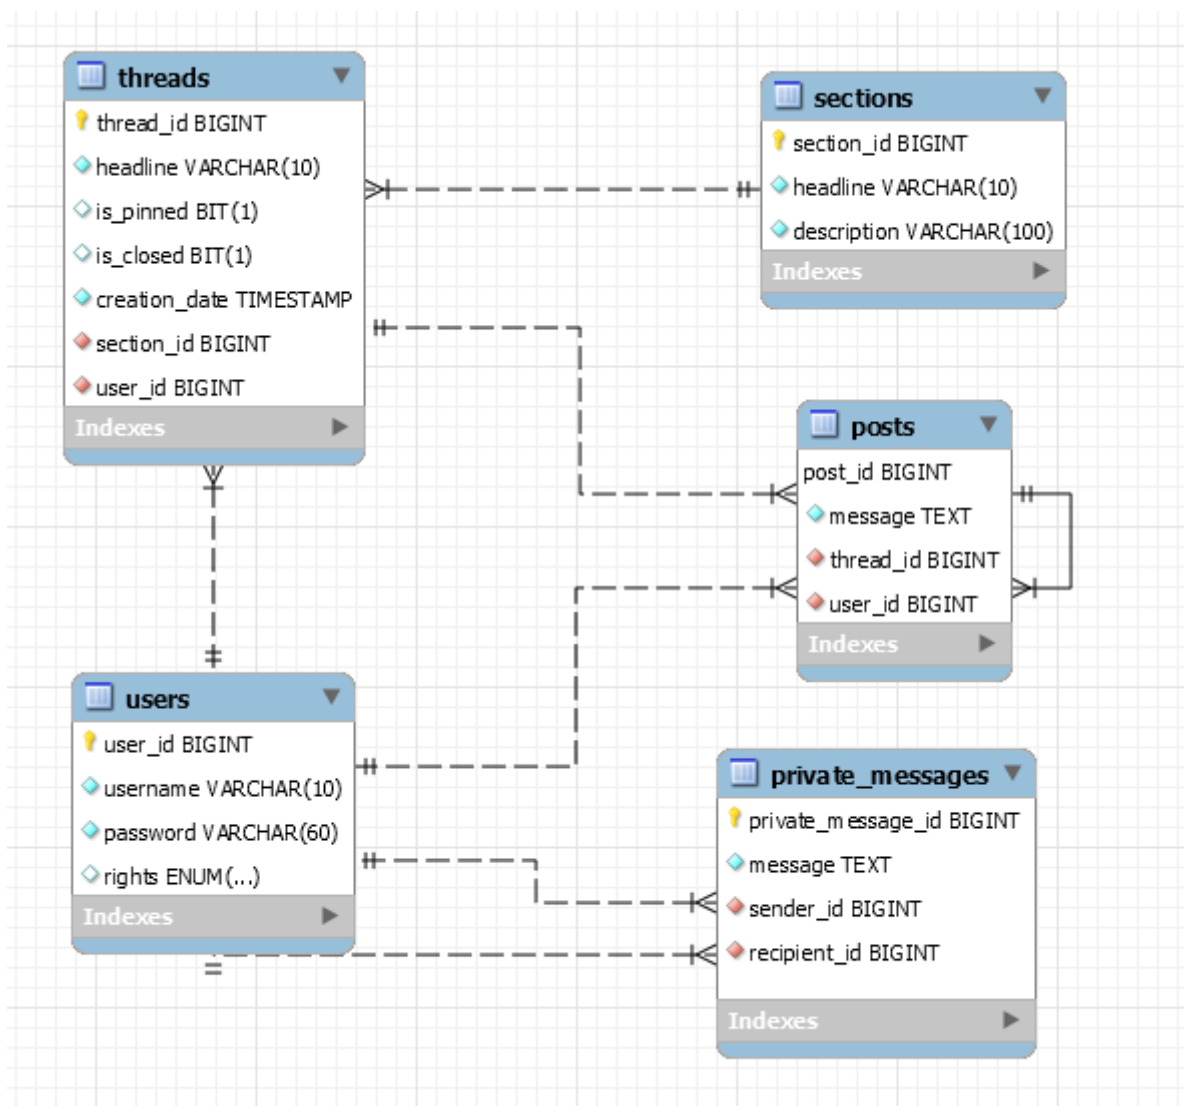 threads
thread_id BIGINT
headline VARCHAR(10)
is_pinned BIT(1)
is_closed BIT(1)
creation_date TIMESTAMP
section_id BIGINT
user_id BIGINT
Indexes
sections
section_id BIGINT
headline VARCHAR(10)
description VARCHAR(100)
Indexes
posts
post_id BIGINT
message TEXT
thread_id BIGINT
user_id BIGINT
Indexes
users
user_id BIGINT
username VARCHAR(10)
password VARCHAR(60)
rights ENUM(...)
Indexes
private_messages
private_message_id BIGINT
message TEXT
sender_id BIGINT
recipient_id BIGINT
Indexes